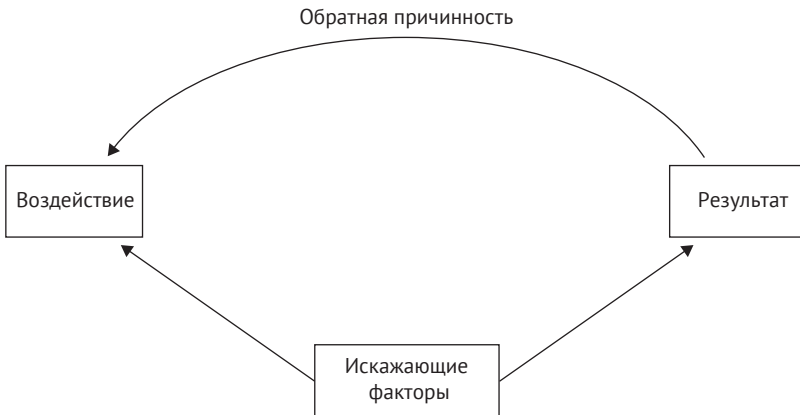 Обратная причинность
Воздействие
Результат
Искажающие
факторы